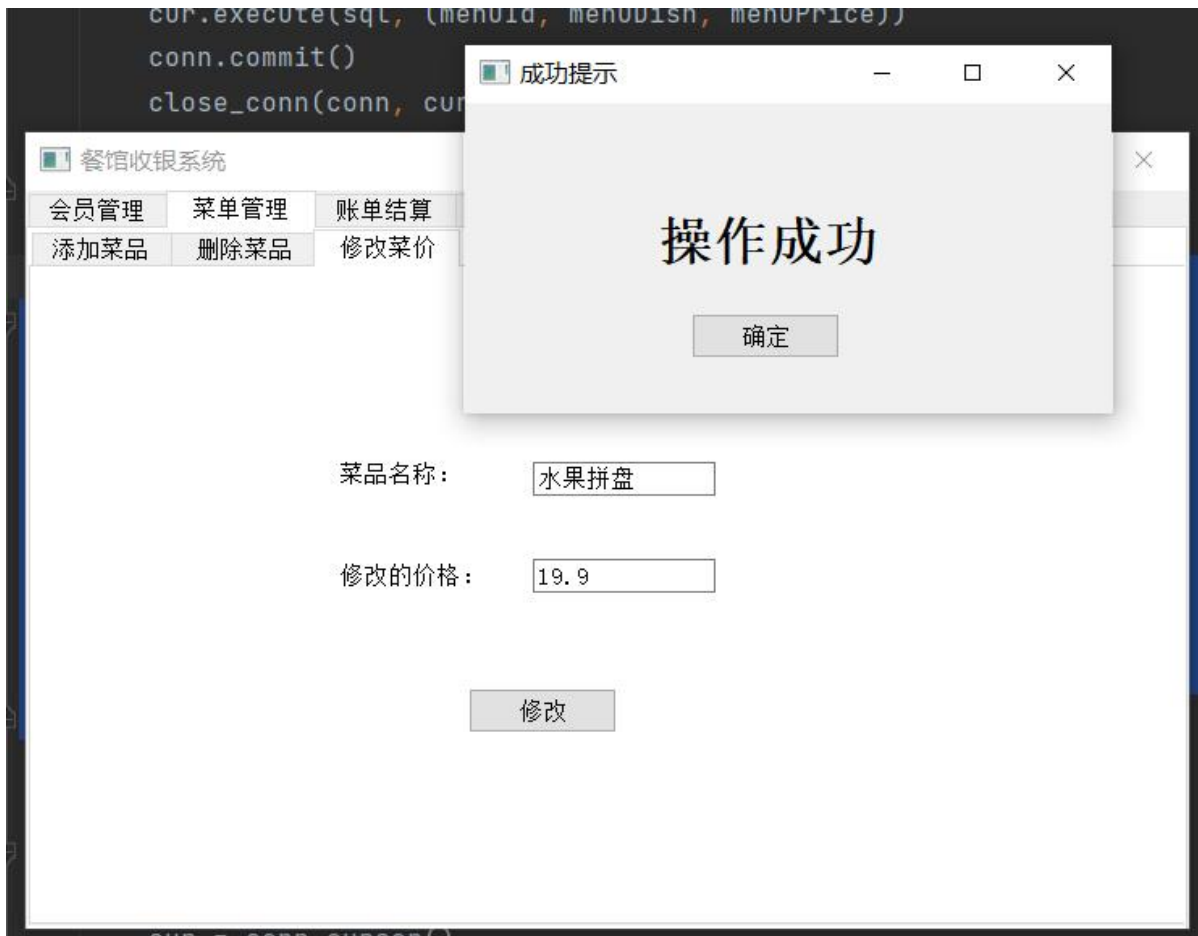 cur.execute(sql, (menuId, menuDish, menuPrice))
conn.commit()
close_conn(conn, cur
成功提示
操作成功
确定
餐馆收银系统
会员管理 菜单管理 账单结算
添加菜品 删除菜品 修改菜价
菜品名称：
水果拼盘
修改的价格：
19.9
修改
cur = conn.cursor()